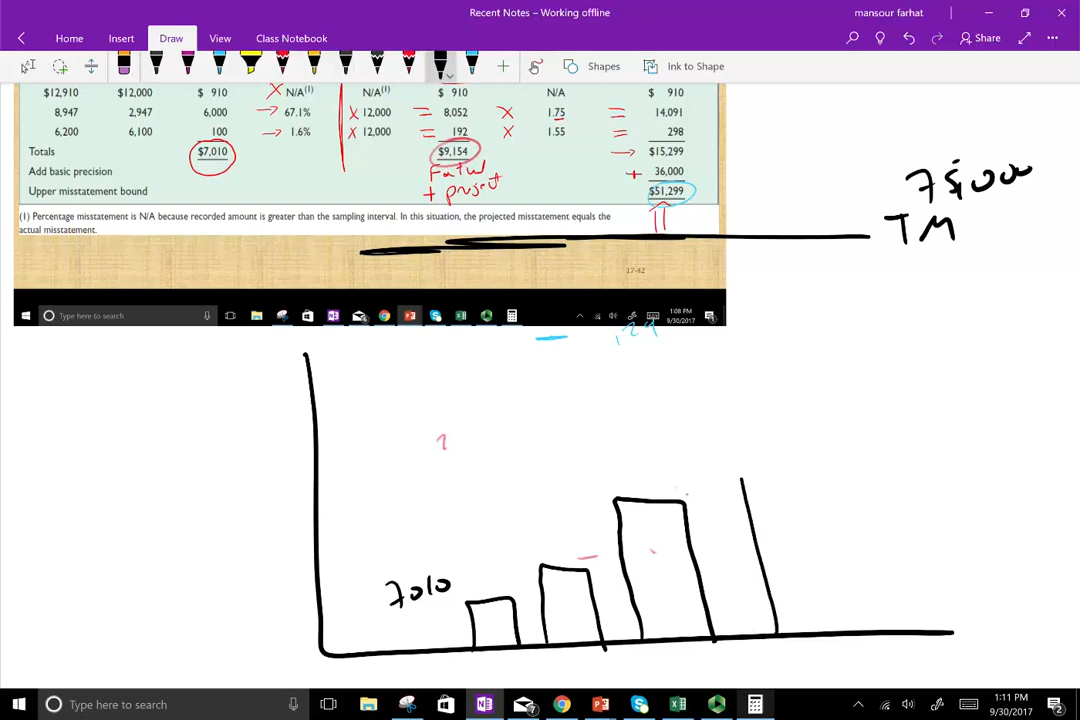 Recent Notes – Working offline
mansour farhat
Home Insert Draw View Class Notebook
Share
Shapes
Ink to Shape
$12,910 $12,000 $ 910 X N/A(1) N/A(1) $ 910 N/A $ 910
8,947 2,947 6,000 → 67.1% X 12,000 = 8,052 X 1.75 = 14,091
6,200 6,100 100 → 1.6% X 12,000 = 192 X 1.55 = 298
Totals $7,010 $9,154 → $15,299
Add basic precision + 36,000
Upper misstatement bound $51,299
+ project
75,000
TM
(1) Percentage misstatement is N/A because recorded amount is greater than the sampling interval. In this situation, the projected misstatement equals the
actual misstatement.
17-42
Type here to search
1:08 PM
9/30/2017
7010
Type here to search
1:11 PM
9/30/2017